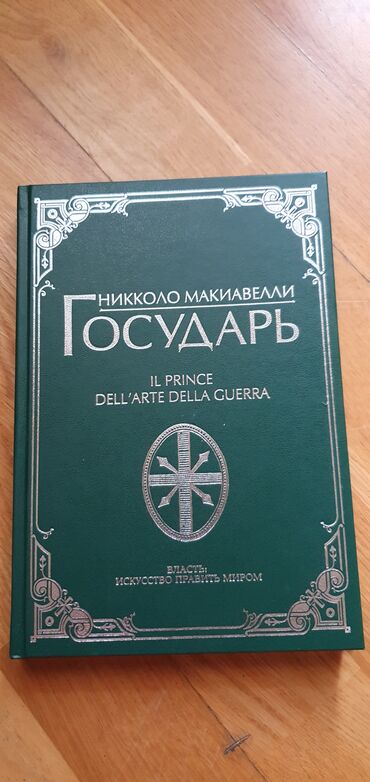 НИККОЛО МАКИАВЕЛЛИ
ГОСУДАРЬ
IL PRINCE
DELL'ARTE DELLA GUERRA
ВЛАСТЬ:
ИСКУССТВО ПРАВИТЬ МИРОМ